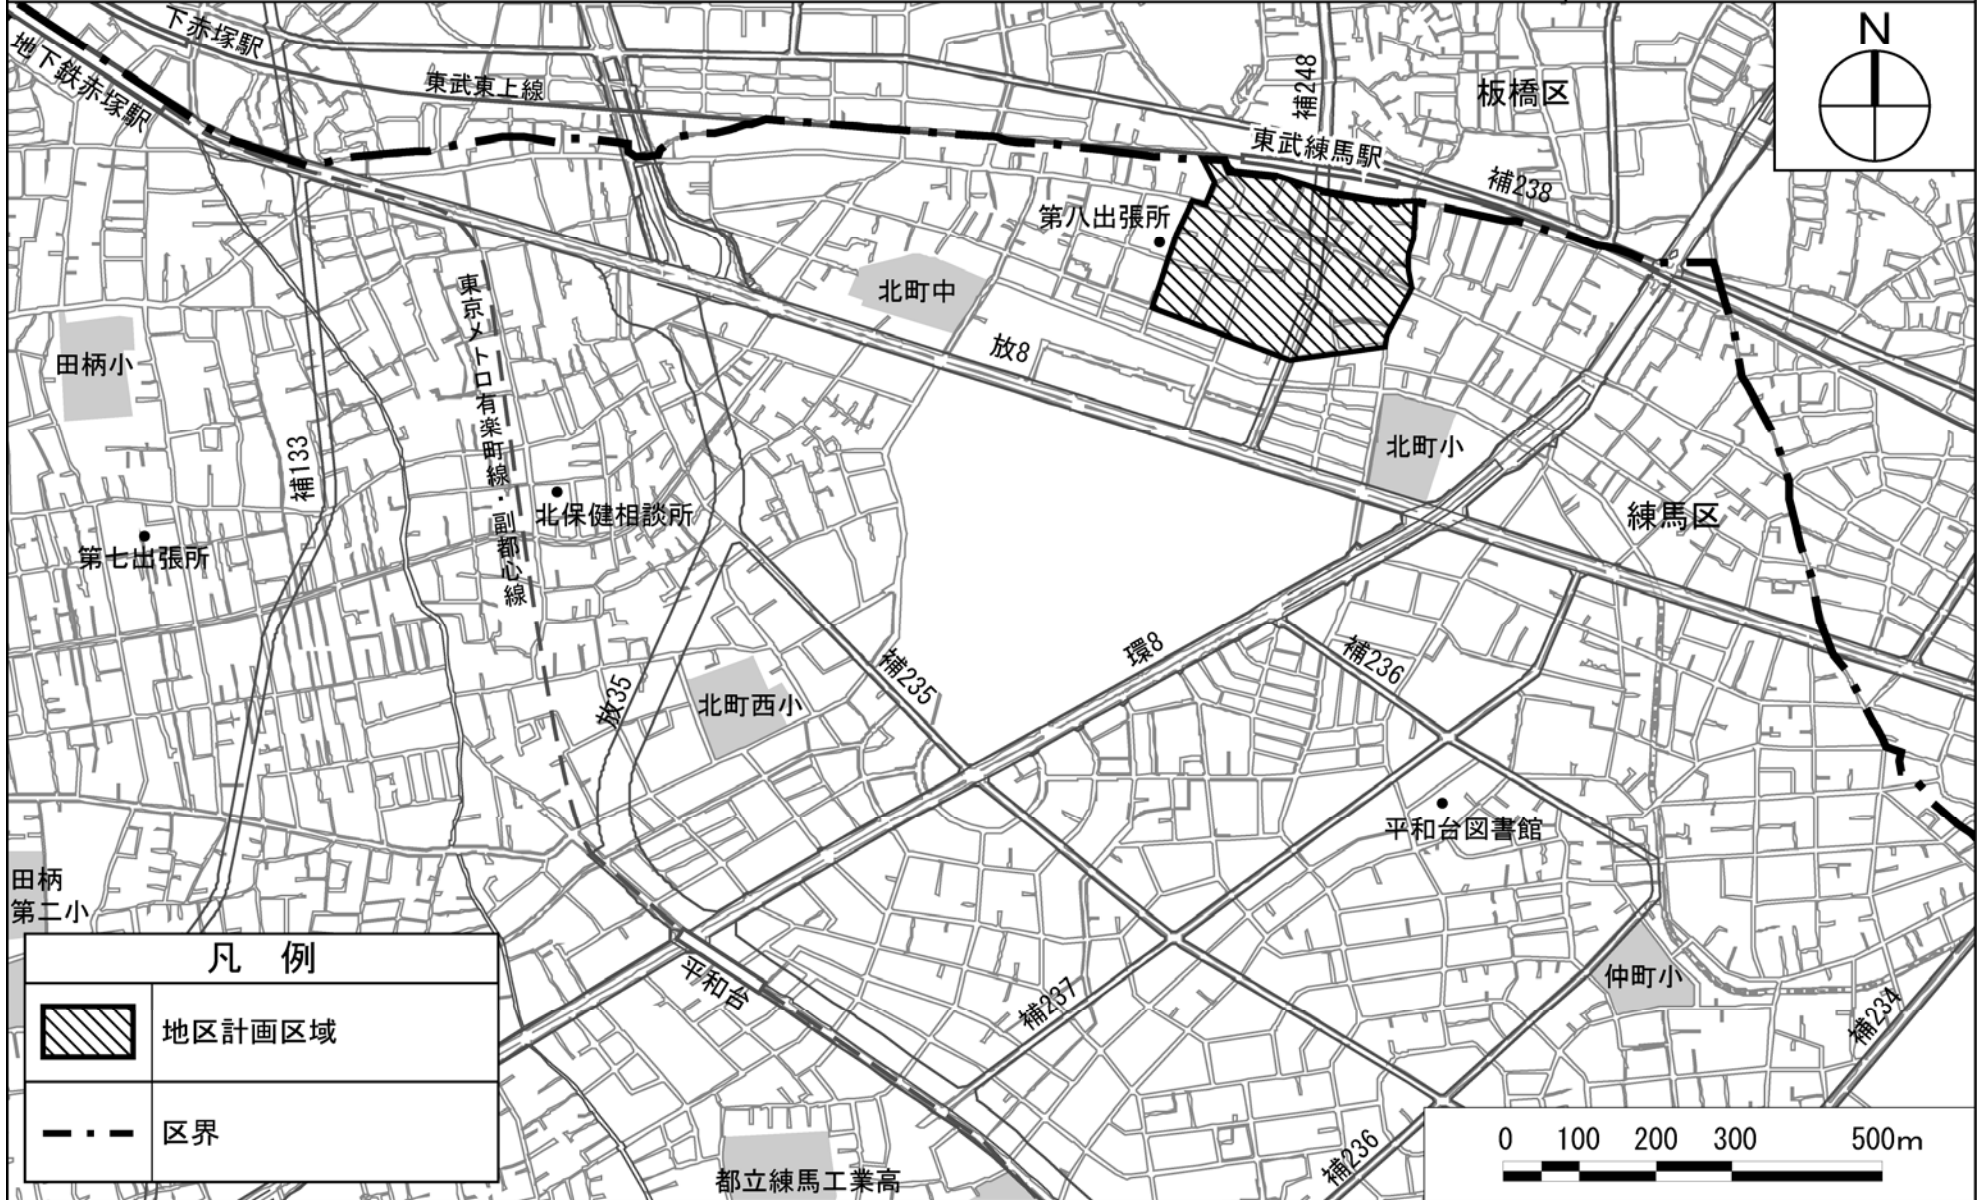 下赤塚駅
地下鉄赤塚駅
東武東上線
補248
板橋区
N
東武練馬駅
補238
第八出張所
北町中
放8
田柄小
東京メトロ有楽町線・副都心線
補133
北町小
北保健相談所
練馬区
第七出張所
環8
補236
補235
放35
北町西小
平和台図書館
田柄
第二小
平和台
補237
仲町小
補234
凡 例
地区計画区域
区界
補236
都立練馬工業高
0 100 200 300 500m